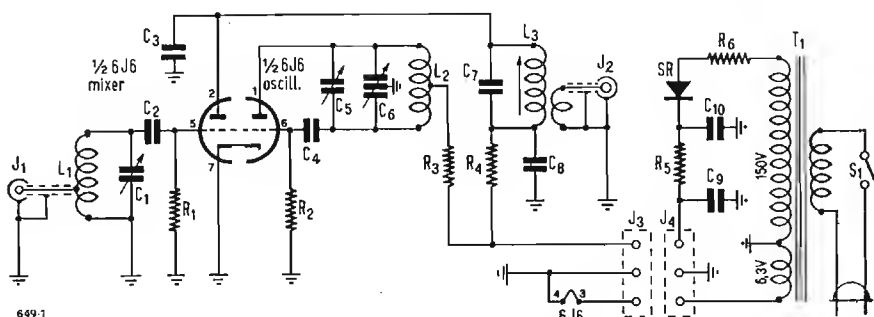 C3
½ 6J6
mixer
½ 6J6
oscill.
C2
J1
L1
C1
R1
5
2
1
6
7
C4
R2
C5
C6
L2
R3
C7
R4
L3
C8
J2
SR
R6
T1
C10
R5
C9
150V
6,3V
S1
J3
J4
4
3
6J6
649-1